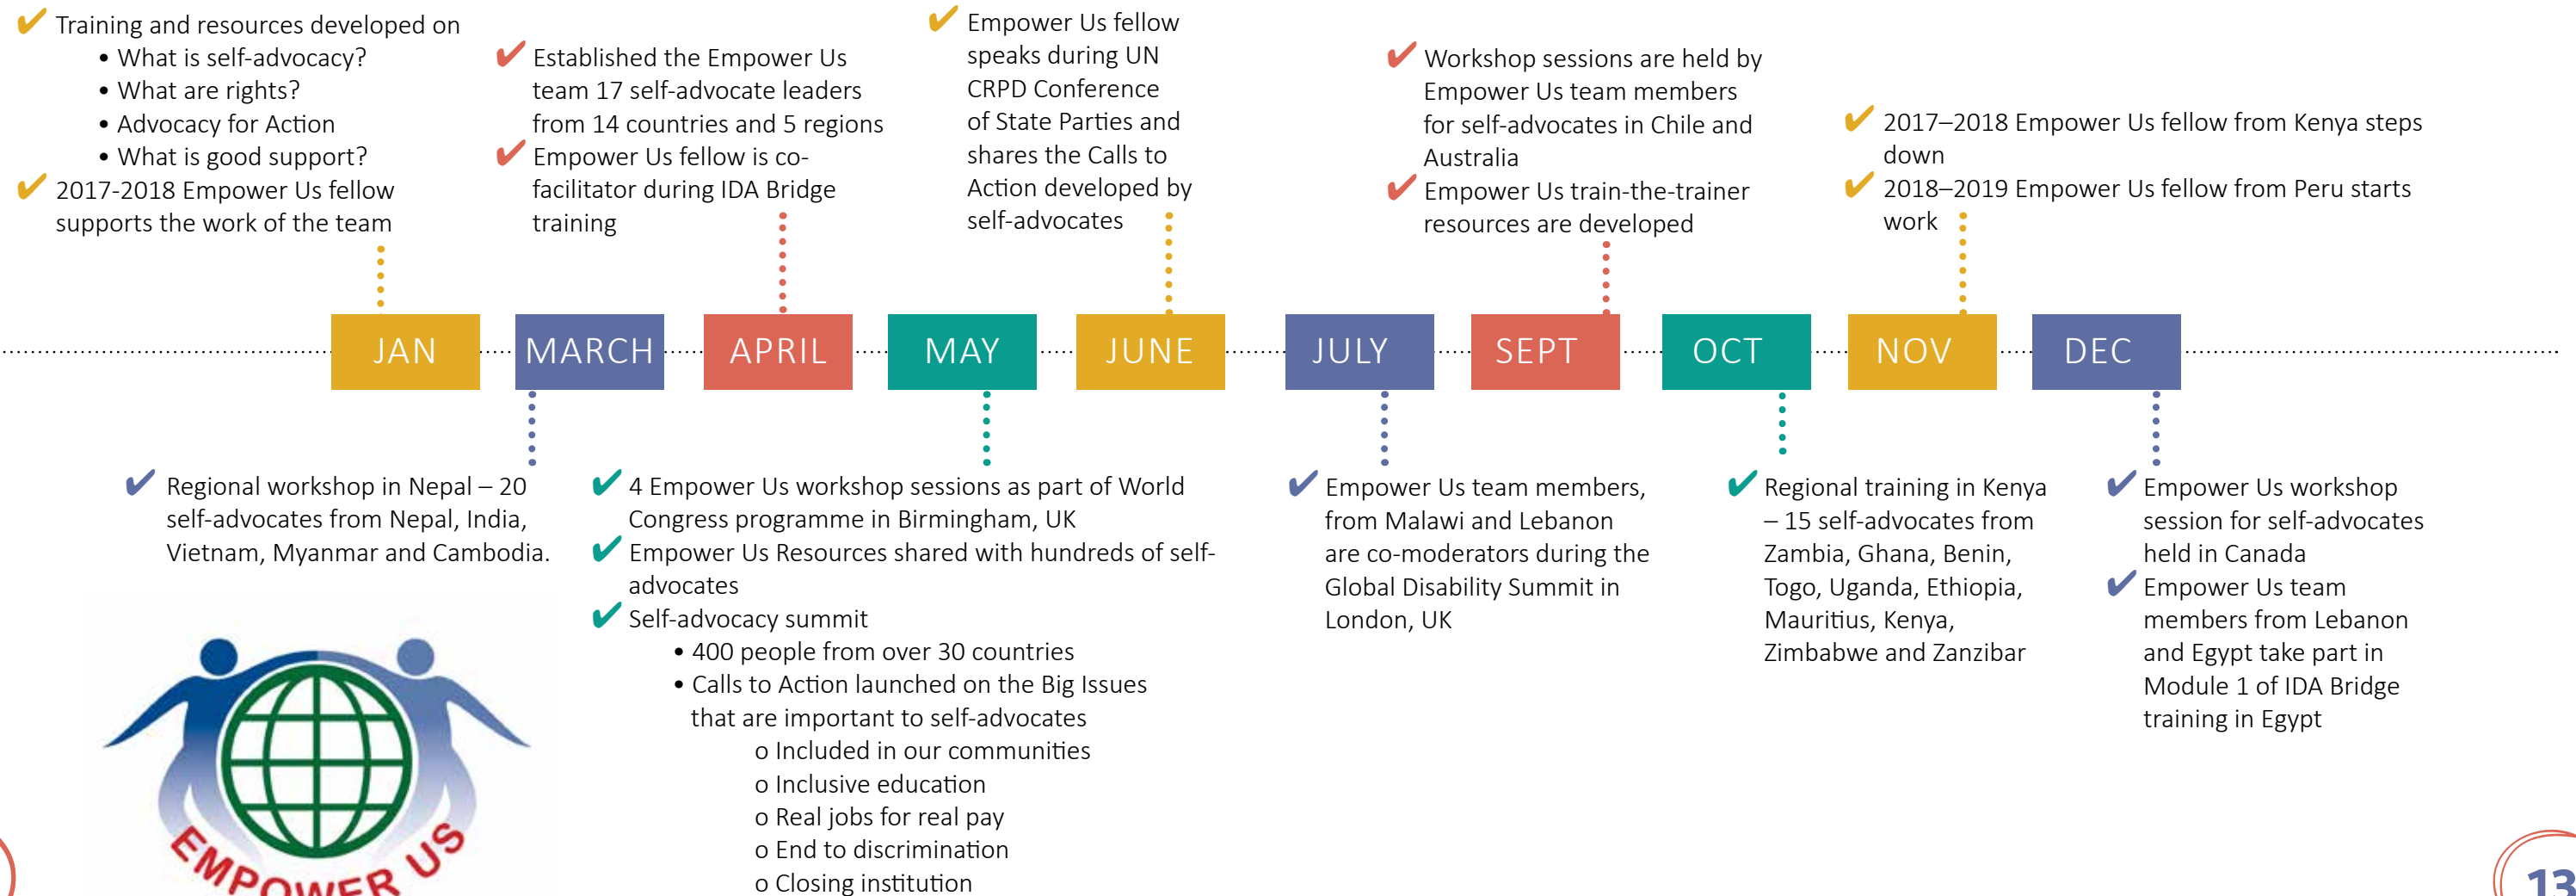 ✔ Training and resources developed on
• What is self-advocacy?
• What are rights?
• Advocacy for Action
• What is good support?
✔ 2017-2018 Empower Us fellow
supports the work of the team
✔ Established the Empower Us
team 17 self-advocate leaders
from 14 countries and 5 regions
✔ Empower Us fellow is co-
facilitator during IDA Bridge
training
✔ Empower Us fellow
speaks during UN
CRPD Conference
of State Parties and
shares the Calls to
Action developed by
self-advocates
✔ Workshop sessions are held by
Empower Us team members
for self-advocates in Chile and
Australia
✔ Empower Us train-the-trainer
resources are developed
✔ 2017–2018 Empower Us fellow from Kenya steps
down
✔ 2018–2019 Empower Us fellow from Peru starts
work
JAN
MARCH
APRIL
MAY
JUNE
JULY
SEPT
OCT
NOV
DEC
✔ Regional workshop in Nepal – 20
self-advocates from Nepal, India,
Vietnam, Myanmar and Cambodia.
✔ 4 Empower Us workshop sessions as part of World
Congress programme in Birmingham, UK
✔ Empower Us Resources shared with hundreds of self-
advocates
✔ Self-advocacy summit
• 400 people from over 30 countries
• Calls to Action launched on the Big Issues
that are important to self-advocates
o Included in our communities
o Inclusive education
o Real jobs for real pay
o End to discrimination
o Closing institution
✔ Empower Us team members,
from Malawi and Lebanon
are co-moderators during the
Global Disability Summit in
London, UK
✔ Regional training in Kenya
– 15 self-advocates from
Zambia, Ghana, Benin,
Togo, Uganda, Ethiopia,
Mauritius, Kenya,
Zimbabwe and Zanzibar
✔ Empower Us workshop
session for self-advocates
held in Canada
✔ Empower Us team
members from Lebanon
and Egypt take part in
Module 1 of IDA Bridge
training in Egypt
EMPOWER US
13